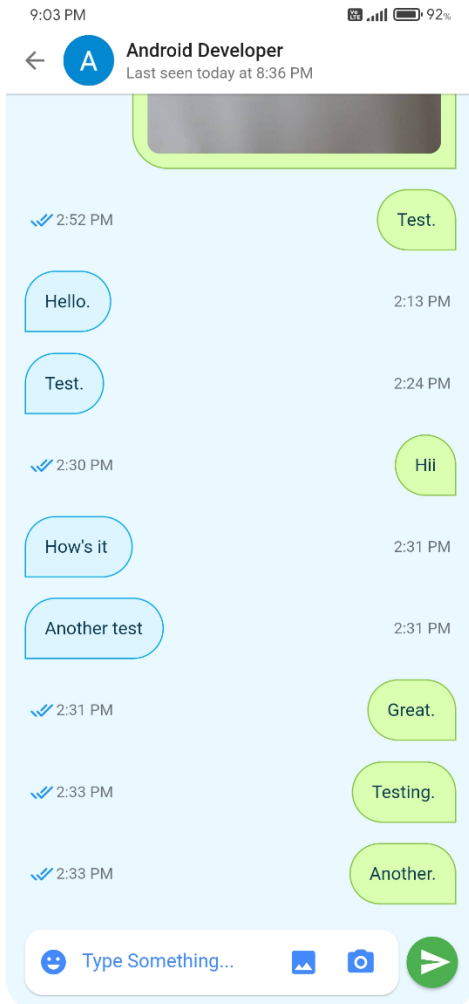 9:03 PM Vo LTE 92%
A
Android Developer
Last seen today at 8:36 PM
2:52 PM Test.
Hello. 2:13 PM
Test. 2:24 PM
2:30 PM Hii
How's it 2:31 PM
Another test 2:31 PM
2:31 PM Great.
2:33 PM Testing.
2:33 PM Another.
Type Something...